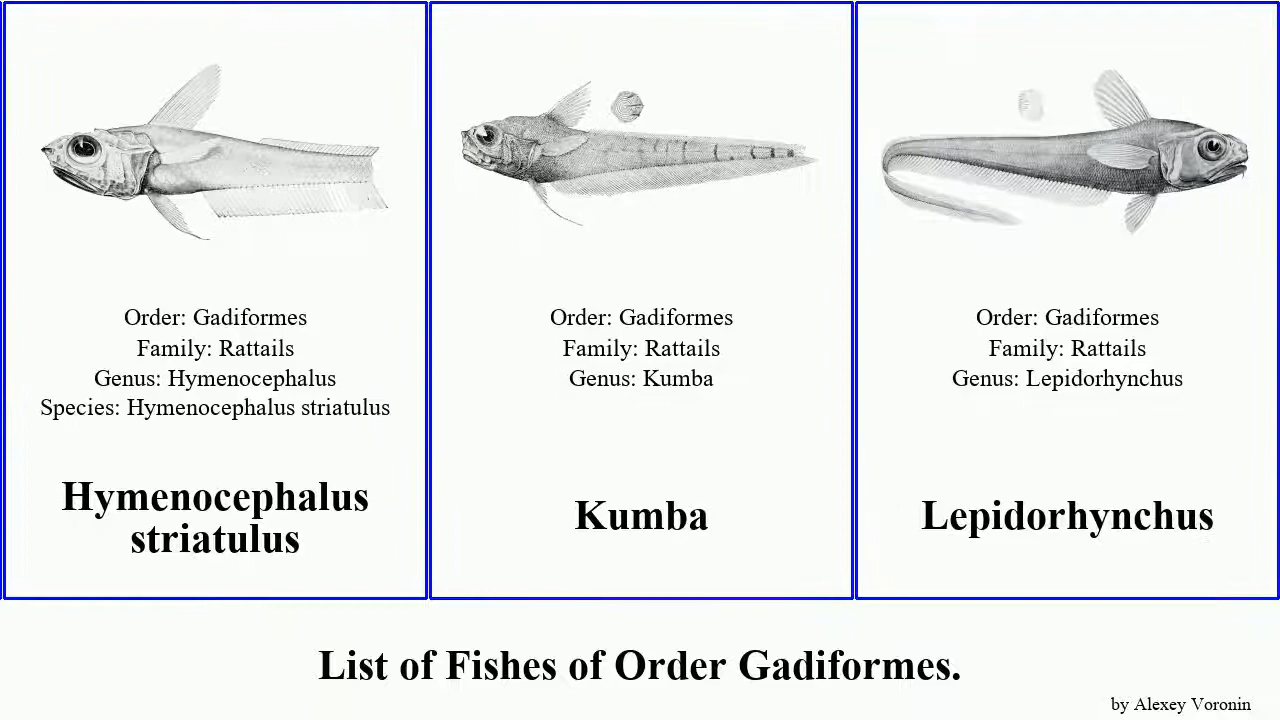 Order: Gadiformes
Family: Rattails
Genus: Hymenocephalus
Species: Hymenocephalus striatulus
Hymenocephalus
striatulus
Order: Gadiformes
Family: Rattails
Genus: Kumba
Kumba
Order: Gadiformes
Family: Rattails
Genus: Lepidorhynchus
Lepidorhynchus
List of Fishes of Order Gadiformes.
by Alexey Voronin